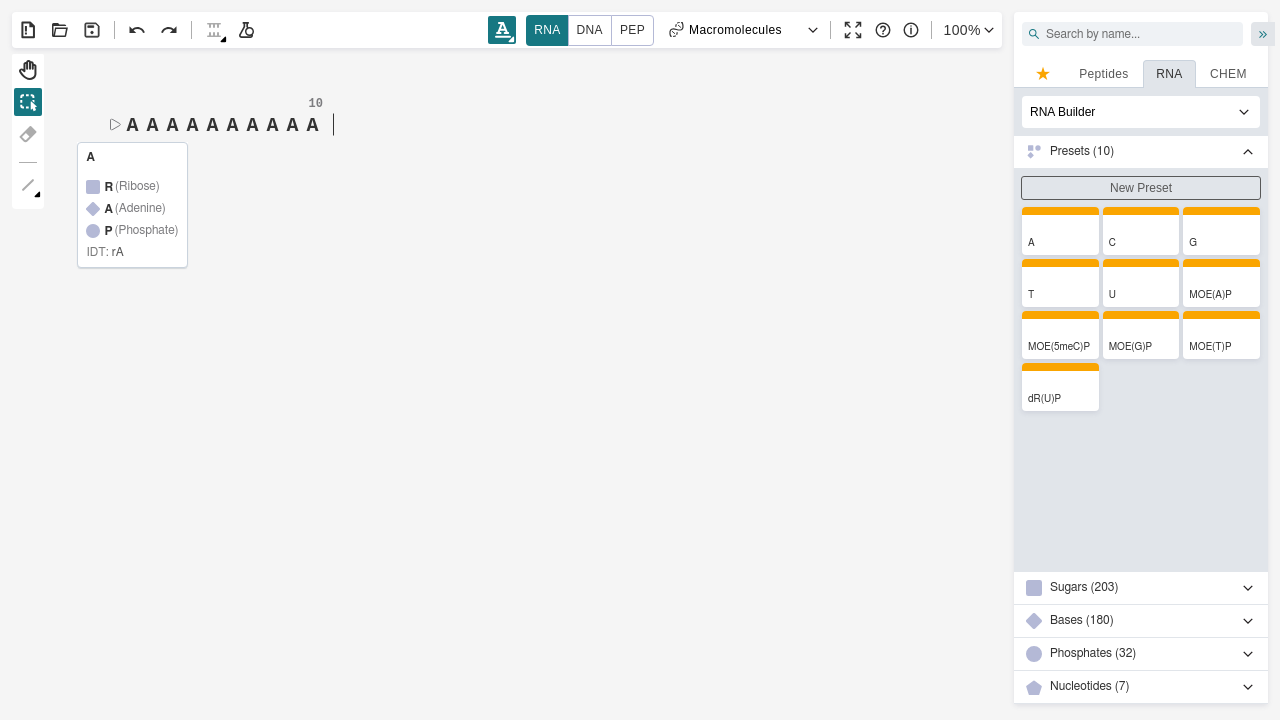 A
RNA DNA PEP
Macromolecules
100%
Search by name...
Peptides RNA CHEM
RNA Builder
Presets (10)
New Preset
A C G
T U MOE(A)P
MOE(5meC)P MOE(G)P MOE(T)P
dR(U)P
Sugars (203)
Bases (180)
Phosphates (32)
Nucleotides (7)
10
A A A A A A A A A A
A
R (Ribose)
A (Adenine)
P (Phosphate)
IDT: rA